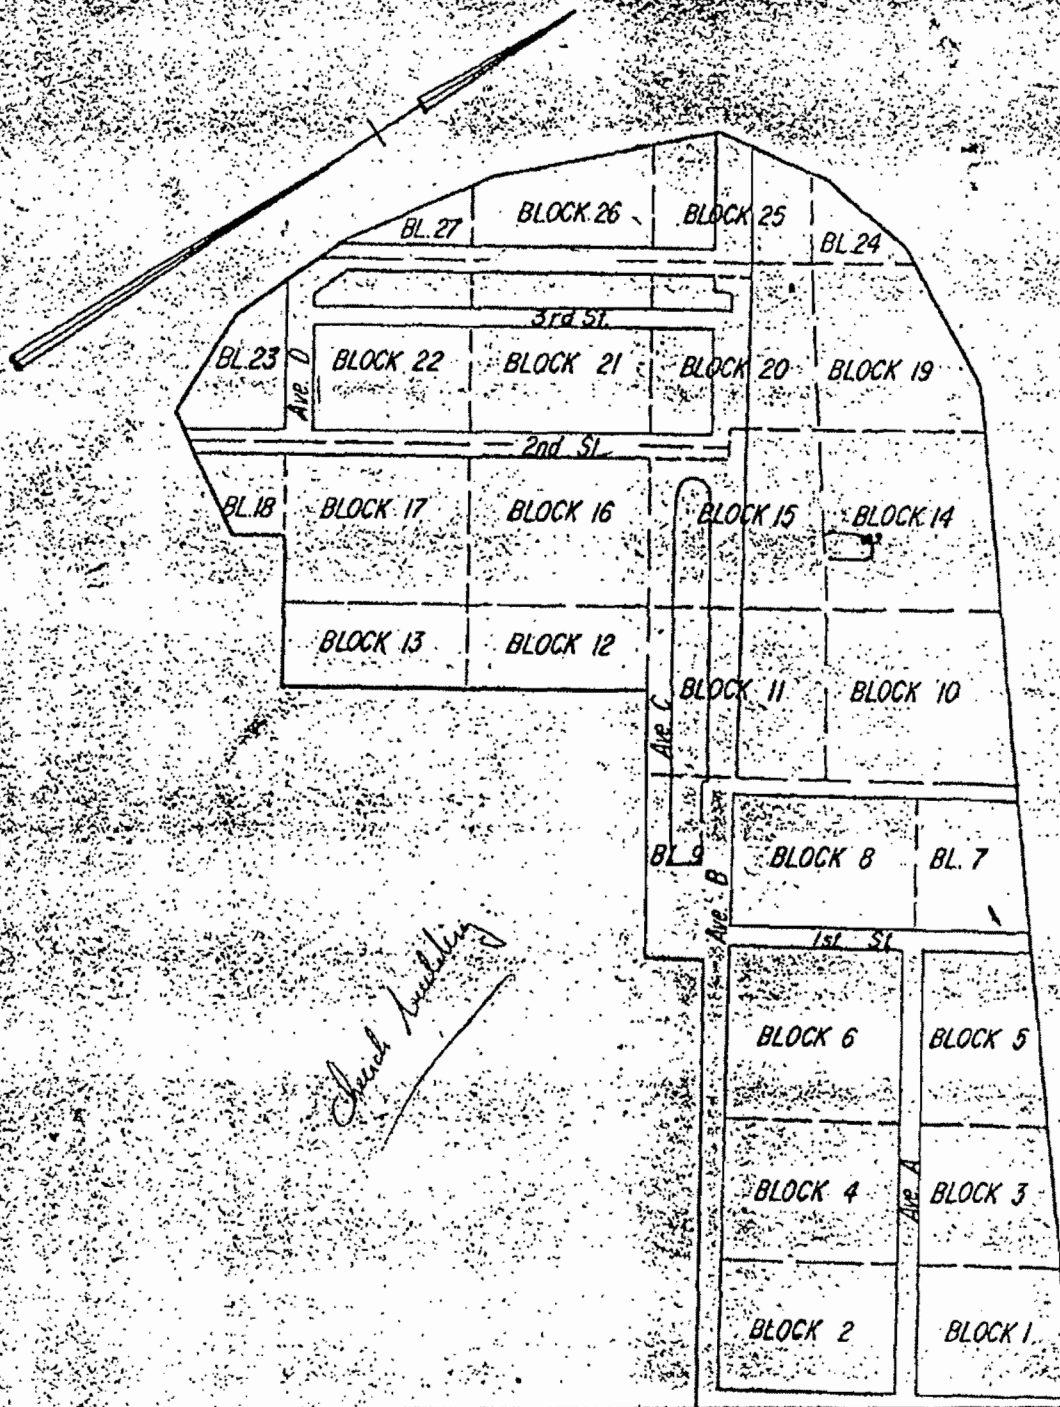 BL.27
BLOCK 26
BLOCK 25
BL.24
3rd St.
BL.23
Ave. D
BLOCK 22
BLOCK 21
BLOCK 20
BLOCK 19
2nd St.
BL.18
BLOCK 17
BLOCK 16
BLOCK 15
BLOCK 14
BLOCK 13
BLOCK 12
Ave. C
BLOCK 11
BLOCK 10
BL 9
Ave. B
BLOCK 8
BL. 7
1st St.
BLOCK 6
BLOCK 5
BLOCK 4
Ave. A
BLOCK 3
BLOCK 2
BLOCK 1
building